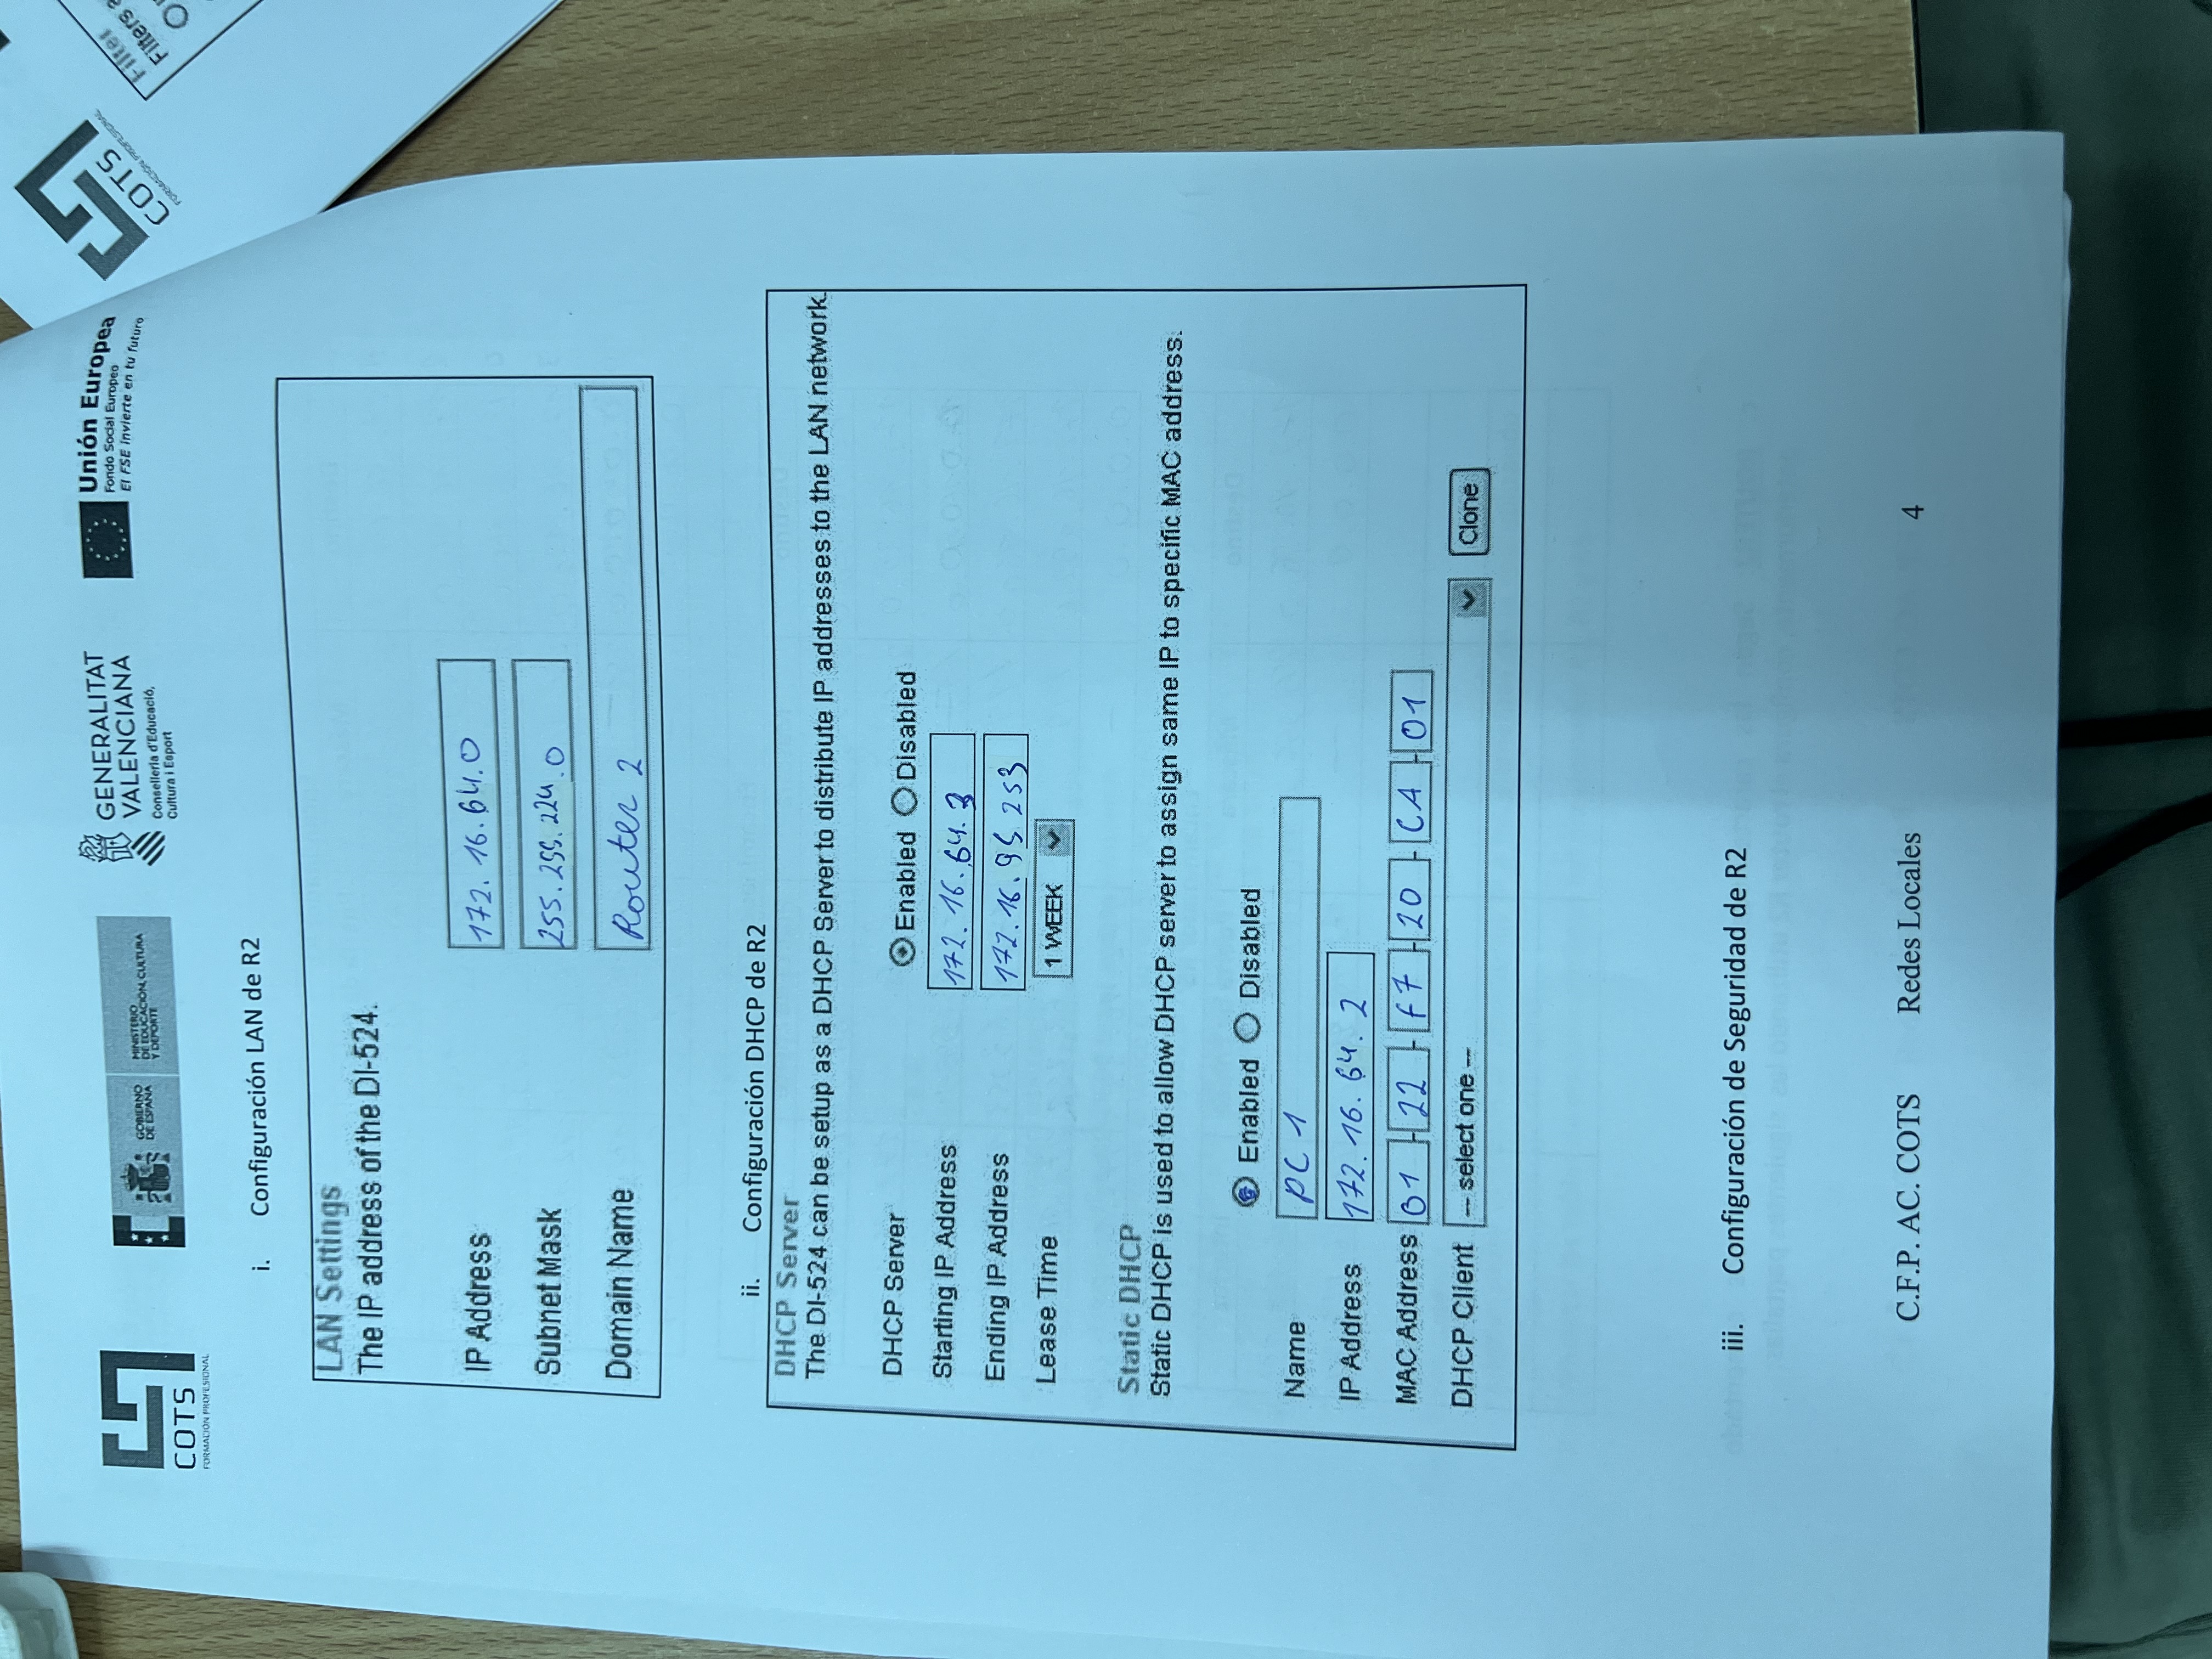 COTS
FORMACIÓN PROFESIONAL
GOBIERNO
DE ESPAÑA
MINISTERIO
DE EDUCACIÓN, CULTURA
Y DEPORTE
GENERALITAT
VALENCIANA
Conselleria d'Educació,
Cultura i Esport
Unión Europea
Fondo Social Europeo
El FSE invierte en tu futuro
COTS
FORMACIÓN PROFESIONAL
Filter
Filters
i. Configuración LAN de R2
LAN Settings
The IP address of the DI-524.
IP Address 172.16.64.0
Subnet Mask 255.255.224.0
Domain Name Router 2
ii. Configuración DHCP de R2
DHCP Server
The DI-524 can be setup as a DHCP Server to distribute IP addresses to the LAN network.
DHCP Server Enabled Disabled
Starting IP Address 172.16.64.3
Ending IP Address 172.16.95 253
Lease Time 1 WEEK
Static DHCP
Static DHCP is used to allow DHCP server to assign same IP to specific MAC address.
Enabled Disabled
Name PC 1
IP Address 172.16.64.2
MAC Address 01 - 22 - F7 - 20 - CA - 01
DHCP Client -- select one -- Clone
iii. Configuración de Seguridad de R2
C.F.P. AC. COTS Redes Locales 4